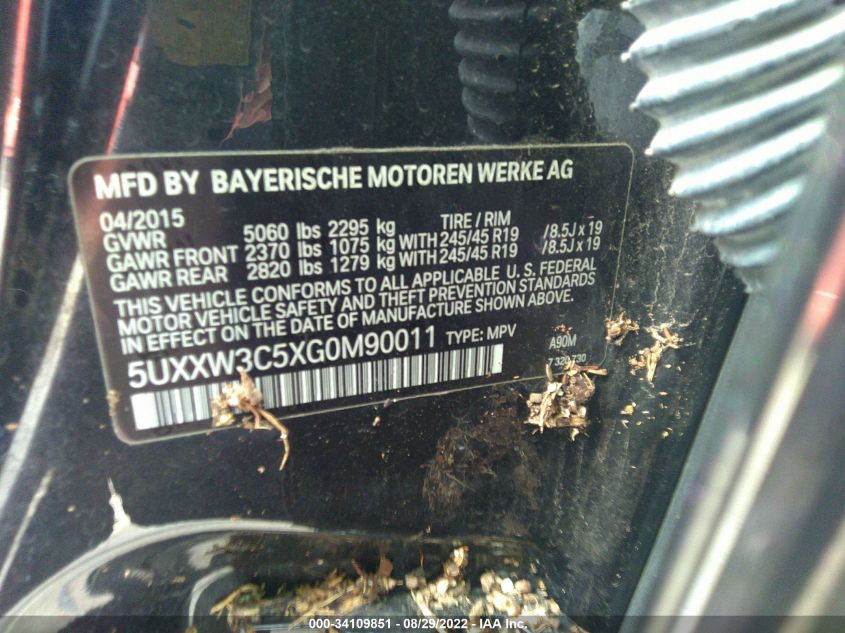 MFD BY BAYERISCHE MOTOREN WERKE AG
04/2015 TIRE / RIM
GVWR 5060 lbs 2295 kg
GAWR FRONT 2370 lbs 1075 kg WITH 245/45 R19 /8.5J x 19
GAWR REAR 2820 lbs 1279 kg WITH 245/45 R19 /8.5J x 19
THIS VEHICLE CONFORMS TO ALL APPLICABLE U. S. FEDERAL
MOTOR VEHICLE SAFETY AND THEFT PREVENTION STANDARDS
IN EFFECT ON THE DATE OF MANUFACTURE SHOWN ABOVE.
5UXXW3C5XG0M90011 TYPE: MPV A90M
7 320 730
000-34109851 - 08/29/2022 - IAA Inc.